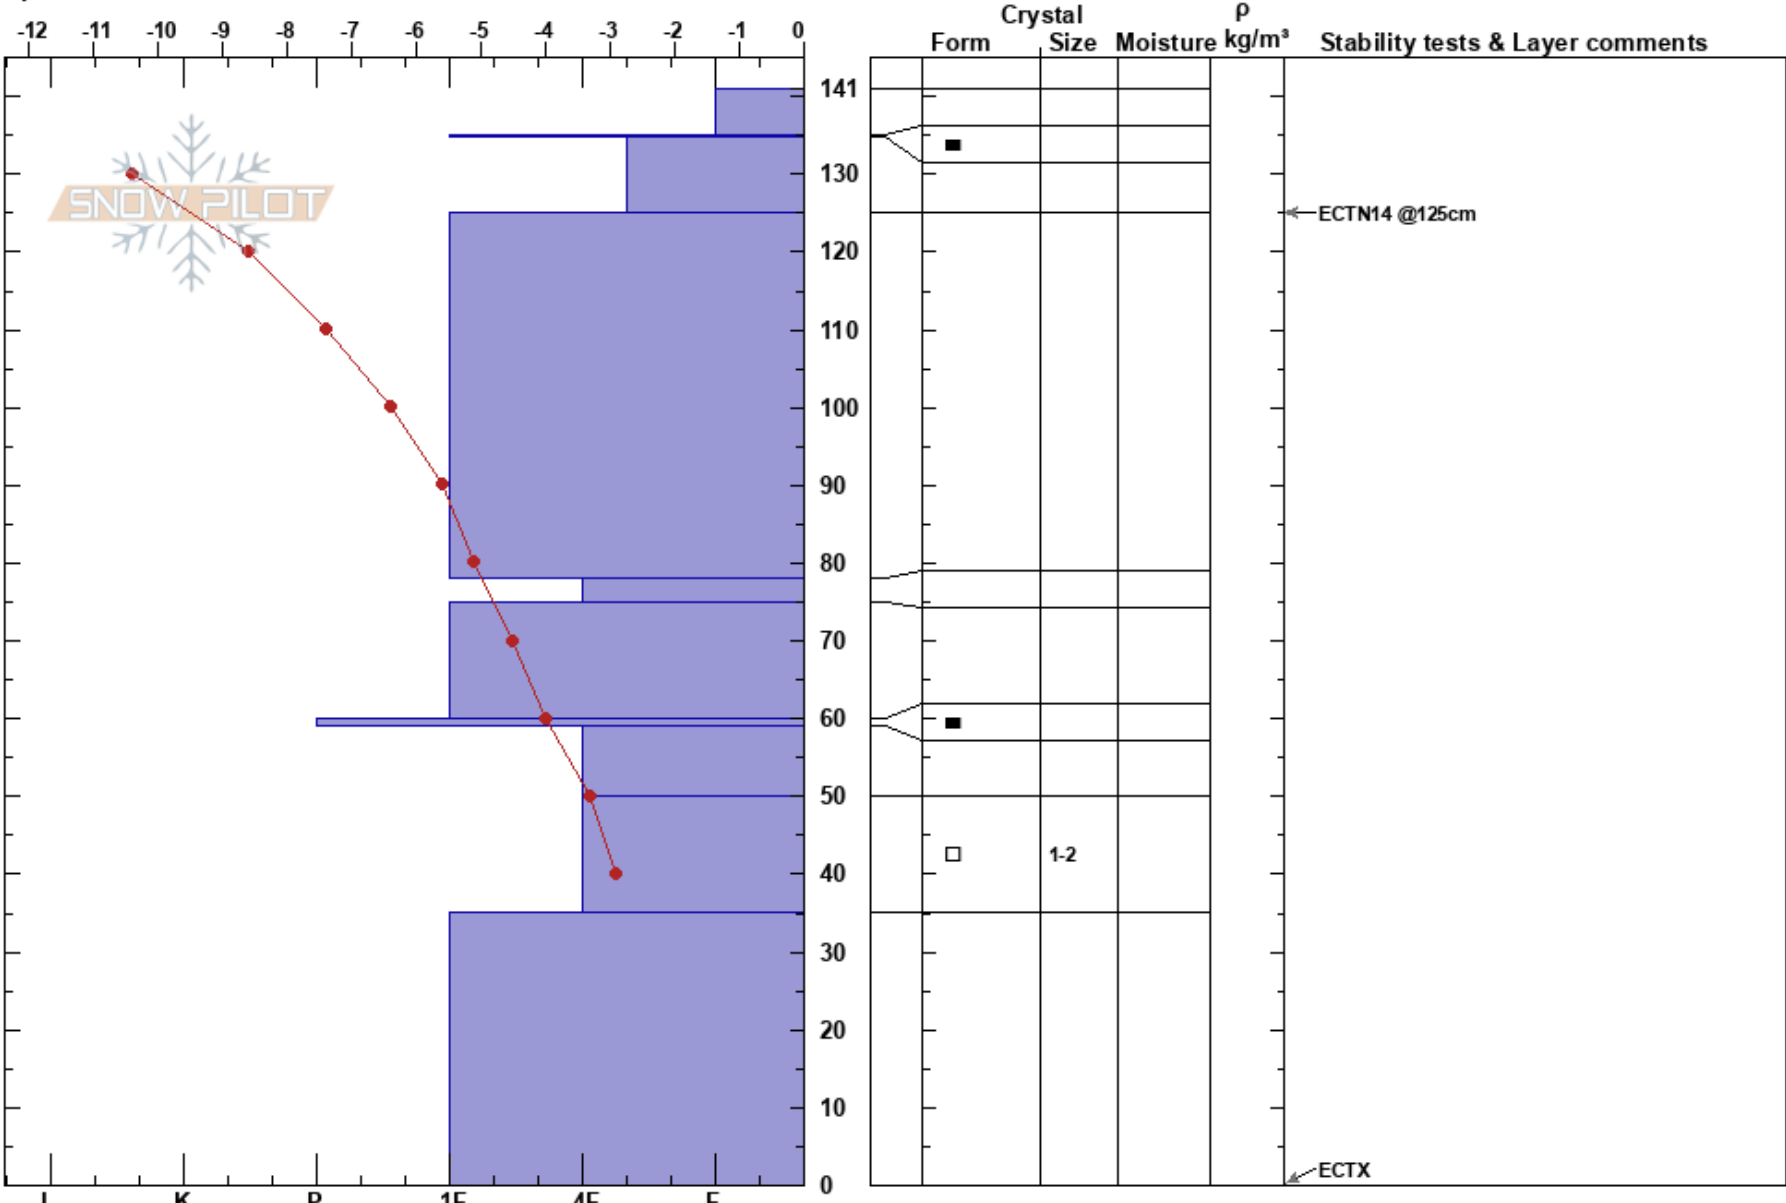 Crystal ρ
-12 -11 -10 -9 -8 -7 -6 -5 -4 -3 -2 -1 0
Form Size Moisture kg/m³ Stability tests & Layer comments
141
SNOW PILOT
130
ECTN14 @125cm
120
110
100
90
80
70
60
50
1-2
40
30
20
10
ECTX
0
I K P 1F 4F F